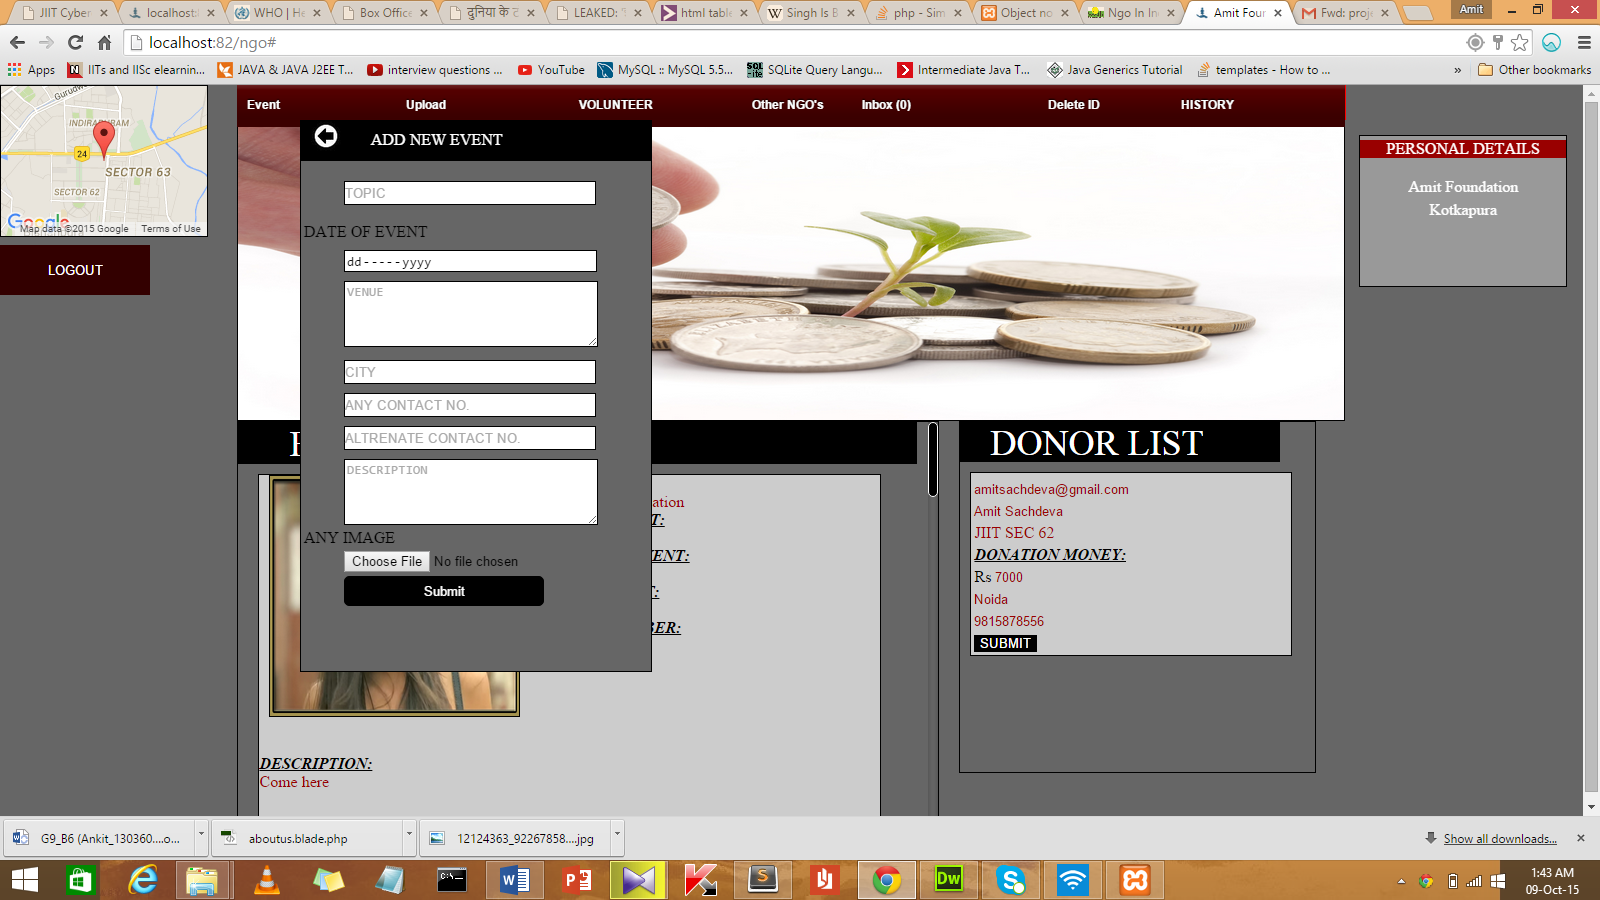 JIIT Cyber
localhost:
WHO | He
Box Office
दुनिया के ट
LEAKED: '
html table
Singh Is B
php - Sim
Object no
Ngo In In
Amit Four
Fwd: proje
Amit
localhost:82/ngo#
Apps
IITs and IISc elearnin...
JAVA & JAVA J2EE T...
interview questions ...
YouTube
MySQL :: MySQL 5.5...
SQLite Query Langu...
Intermediate Java T...
Java Generics Tutorial
templates - How to ...
»
Other bookmarks
Event
Upload
VOLUNTEER
Other NGO's
Inbox (0)
Delete ID
HISTORY
INDIRAPURAM
24
SECTOR 63
SECTOR 62
Google
Map data ©2015 Google
Terms of Use
LOGOUT
ADD NEW EVENT
TOPIC
DATE OF EVENT
dd-----yyyy
VENUE
CITY
ANY CONTACT NO.
ALTRENATE CONTACT NO.
DESCRIPTION
ANY IMAGE
Choose File No file chosen
Submit
PERSONAL DETAILS
Amit Foundation
Kotkapura
ation
T:
ENT:
T:
BER:
DESCRIPTION:
Come here
DONOR LIST
amitsachdeva@gmail.com
Amit Sachdeva
JIIT SEC 62
DONATION MONEY:
Rs 7000
Noida
9815878556
SUBMIT
G9_B6 (Ankit_130360....o...
aboutus.blade.php
12124363_92267858....jpg
Show all downloads...
1:43 AM
09-Oct-15